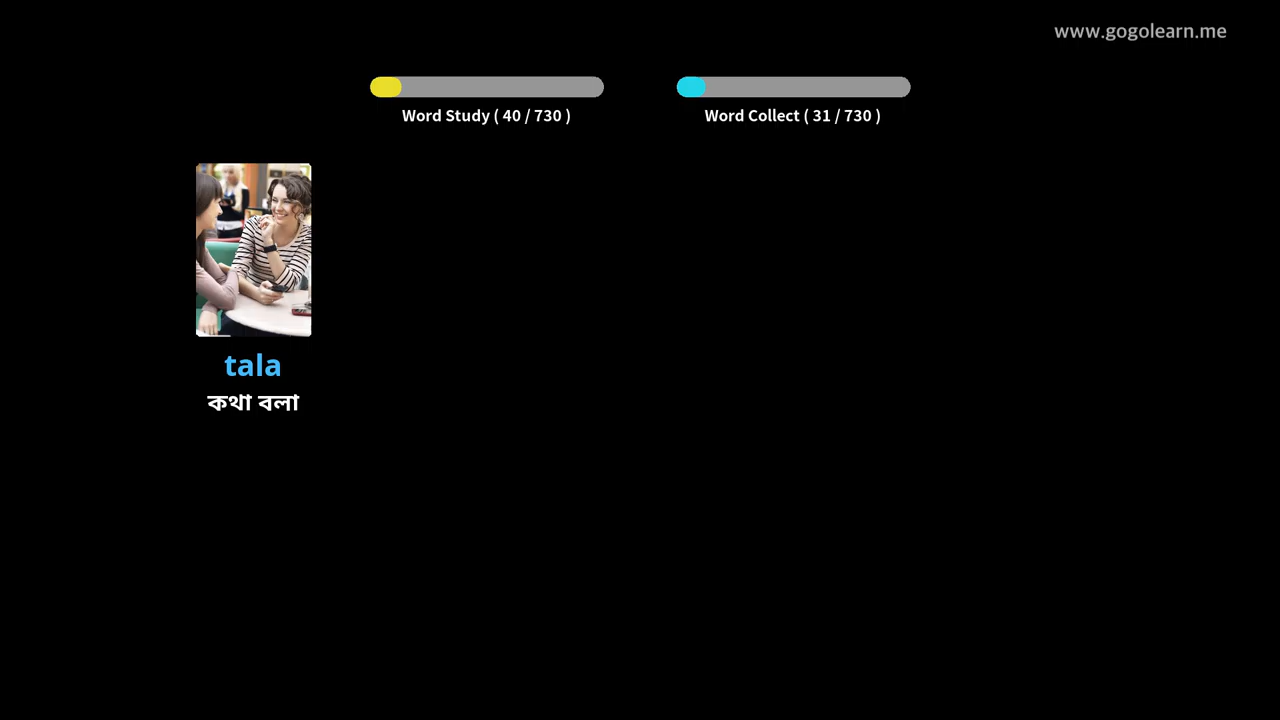 www.gogolearn.me
Word Study ( 40 / 730 )
Word Collect ( 31 / 730 )
tala
কথা বলা